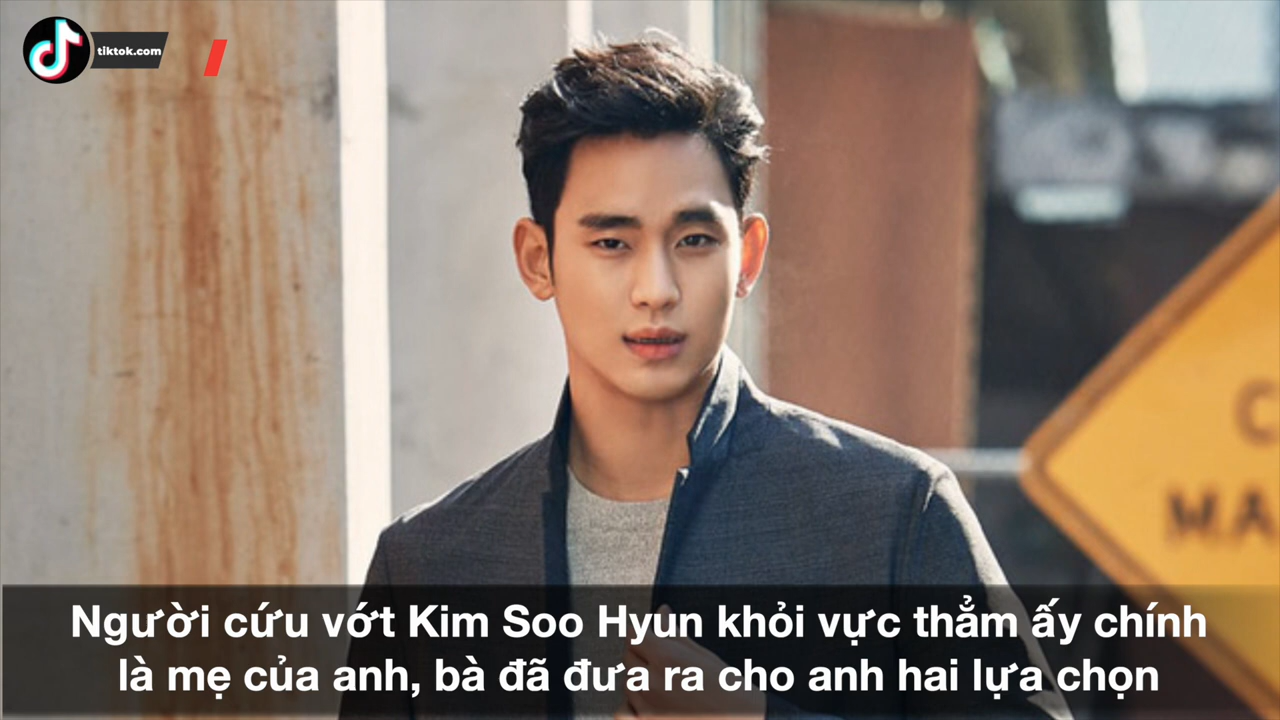 tiktok.com
Người cứu vớt Kim Soo Hyun khỏi vực thẳm ấy chính
là mẹ của anh, bà đã đưa ra cho anh hai lựa chọn
C
MA